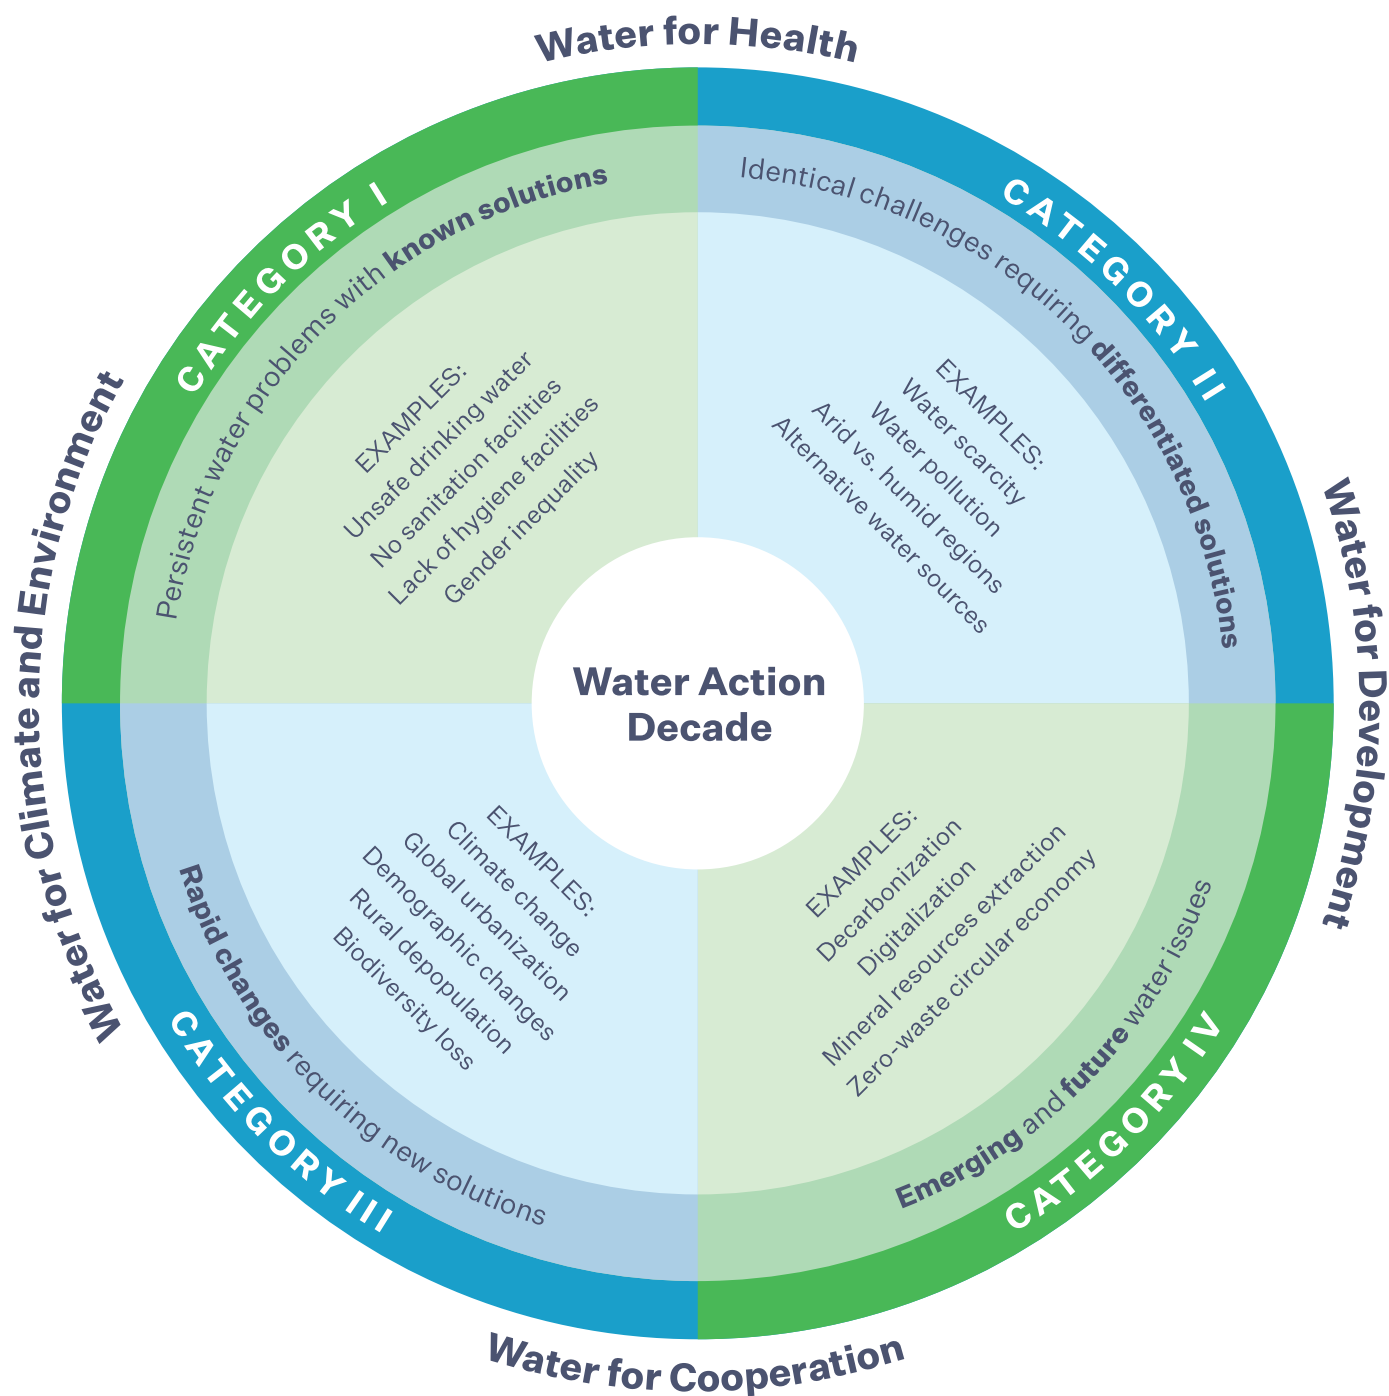 Water for Health
CATEGORY I
Persistent water problems with known solutions
EXAMPLES:
Unsafe drinking water
No sanitation facilities
Lack of hygiene facilities
Gender inequality
CATEGORY II
Identical challenges requiring differentiated solutions
EXAMPLES:
Water scarcity
Water pollution
Arid vs. humid regions
Alternative water sources
Water for Climate and Environment
Water Action
Decade
Water for Development
CATEGORY III
Rapid changes requiring new solutions
EXAMPLES:
Climate change
Global urbanization
Demographic changes
Rural depopulation
Biodiversity loss
CATEGORY IV
Emerging and future water issues
EXAMPLES:
Decarbonization
Digitalization
Mineral resources extraction
Zero-waste circular economy
Water for Cooperation